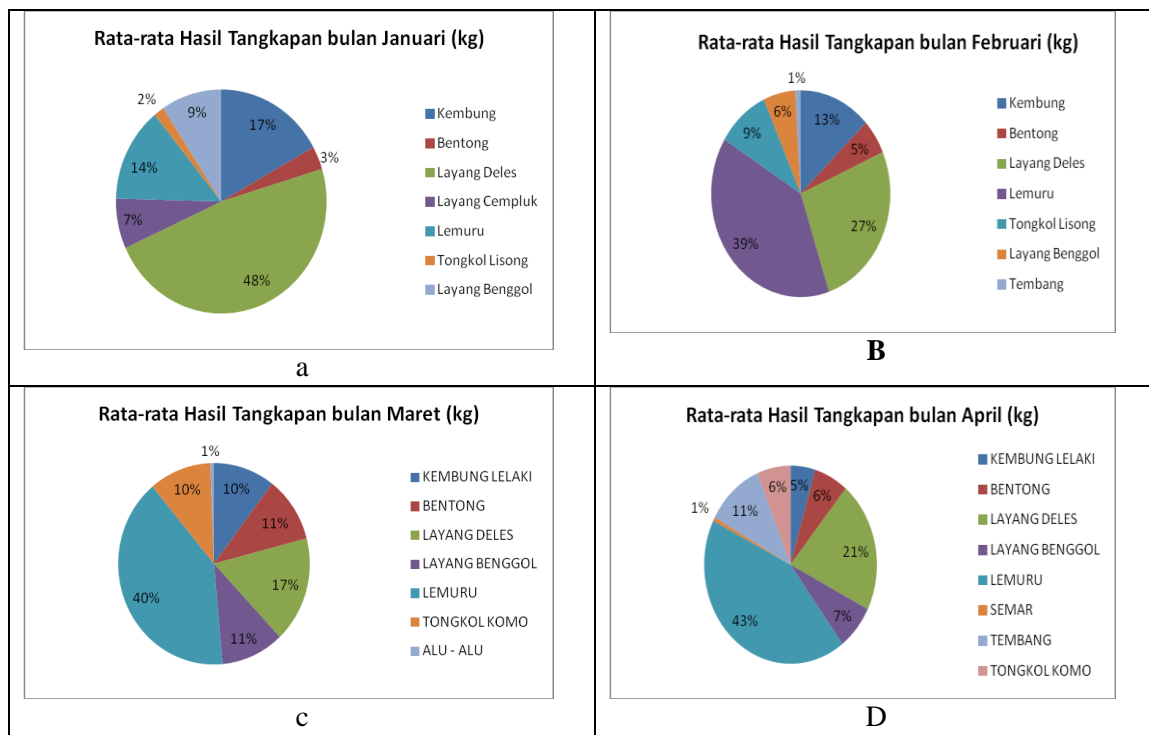 Rata-rata Hasil Tangkapan bulan Januari (kg)
2%
9%
17%
3%
14%
7%
48%
Kembung
Bentong
Layang Deles
Layang Cempluk
Lemuru
Tongkol Lisong
Layang Benggol
a
Rata-rata Hasil Tangkapan bulan Februari (kg)
1%
6%
13%
9%
5%
27%
39%
Kembung
Bentong
Layang Deles
Lemuru
Tongkol Lisong
Layang Benggol
Tembang
B
Rata-rata Hasil Tangkapan bulan Maret (kg)
1%
10%
10%
11%
17%
40%
11%
KEMBUNG LELAKI
BENTONG
LAYANG DELES
LAYANG BENGGOL
LEMURU
TONGKOL KOMO
ALU - ALU
c
Rata-rata Hasil Tangkapan bulan April (kg)
6%
5%
6%
11%
1%
21%
7%
43%
KEMBUNG LELAKI
BENTONG
LAYANG DELES
LAYANG BENGGOL
LEMURU
SEMAR
TEMBANG
TONGKOL KOMO
D